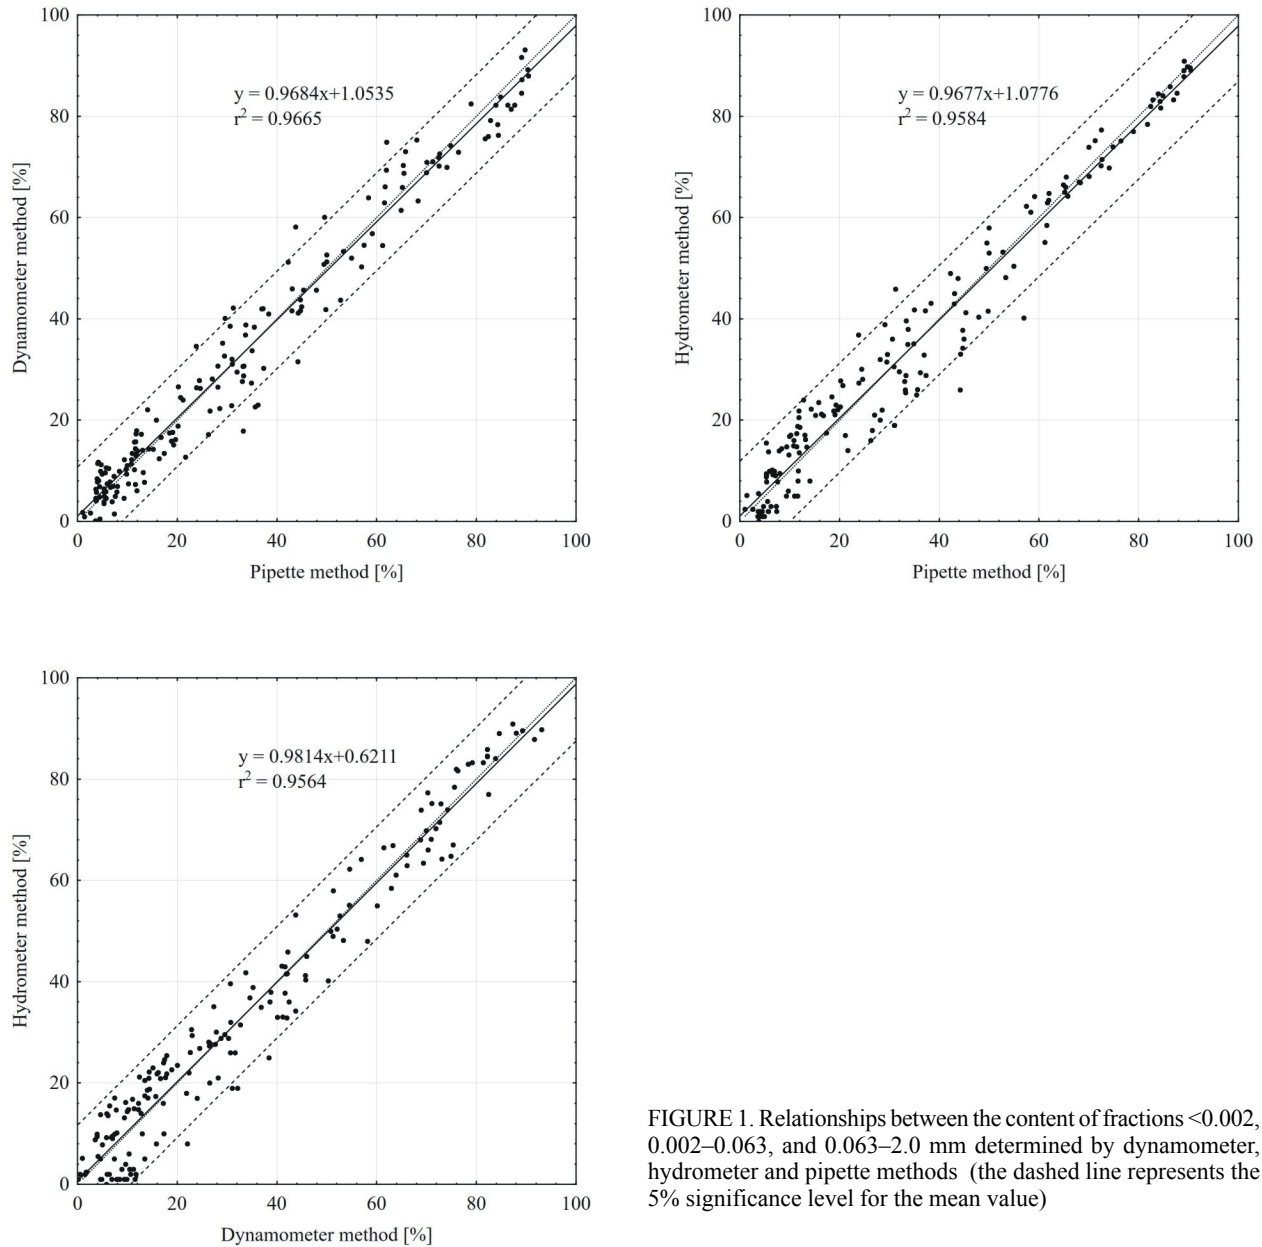 100
80
60
40
20
0
Dynamometer method [%]
y = 0.9684x+1.0535
r² = 0.9665
0 20 40 60 80 100
Pipette method [%]
100
80
60
40
20
0
Hydrometer method [%]
y = 0.9677x+1.0776
r² = 0.9584
0 20 40 60 80 100
Pipette method [%]
100
80
60
40
20
0
Hydrometer method [%]
y = 0.9814x+0.6211
r² = 0.9564
0 20 40 60 80 100
Dynamometer method [%]
FIGURE 1. Relationships between the content of fractions <0.002,
0.002–0.063, and 0.063–2.0 mm determined by dynamometer,
hydrometer and pipette methods (the dashed line represents the
5% significance level for the mean value)